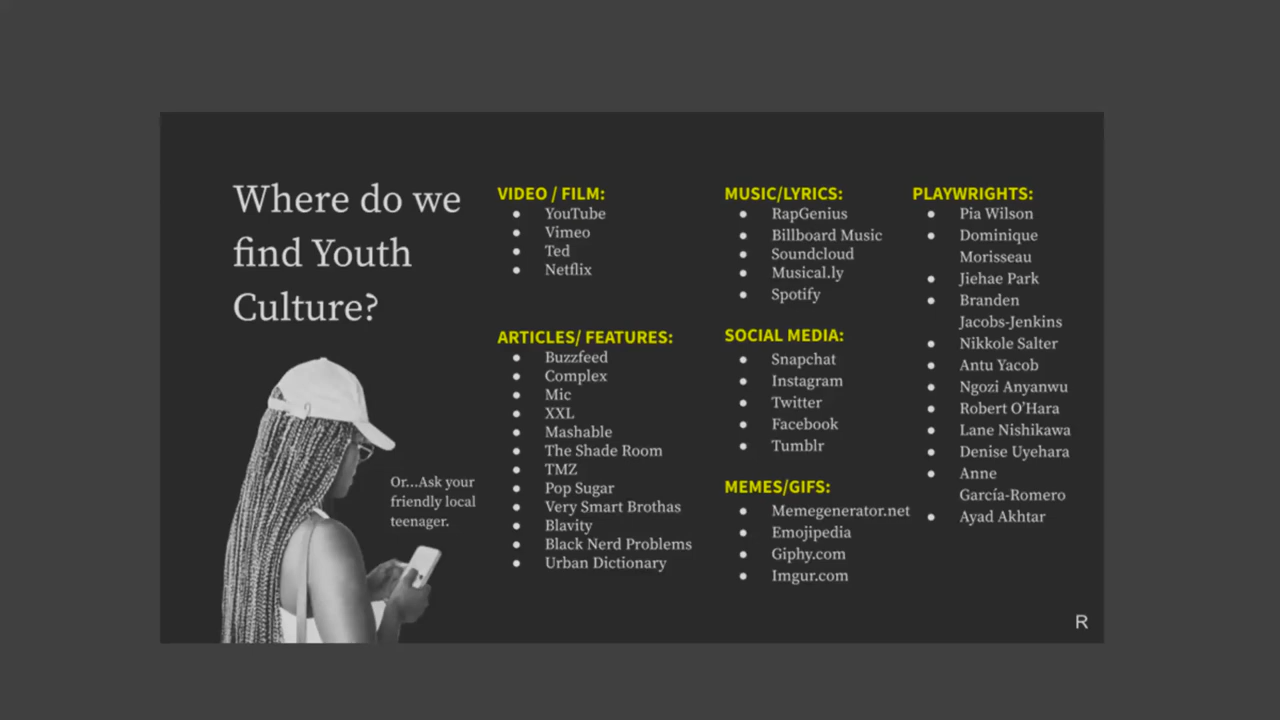 Where do we
find Youth
Culture?
Or...Ask your
friendly local
teenager.
VIDEO / FILM:
● YouTube
● Vimeo
● Ted
● Netflix
ARTICLES/ FEATURES:
● Buzzfeed
● Complex
● Mic
● XXL
● Mashable
● The Shade Room
● TMZ
● Pop Sugar
● Very Smart Brothas
● Blavity
● Black Nerd Problems
● Urban Dictionary
MUSIC/LYRICS:
● RapGenius
● Billboard Music
● Soundcloud
● Musical.ly
● Spotify
SOCIAL MEDIA:
● Snapchat
● Instagram
● Twitter
● Facebook
● Tumblr
MEMES/GIFS:
● Memegenerator.net
● Emojipedia
● Giphy.com
● Imgur.com
PLAYWRIGHTS:
● Pia Wilson
● Dominique
Morisseau
● Jiehae Park
● Branden
Jacobs-Jenkins
● Nikkole Salter
● Antu Yacob
● Ngozi Anyanwu
● Robert O'Hara
● Lane Nishikawa
● Denise Uyehara
● Anne
García-Romero
● Ayad Akhtar
R